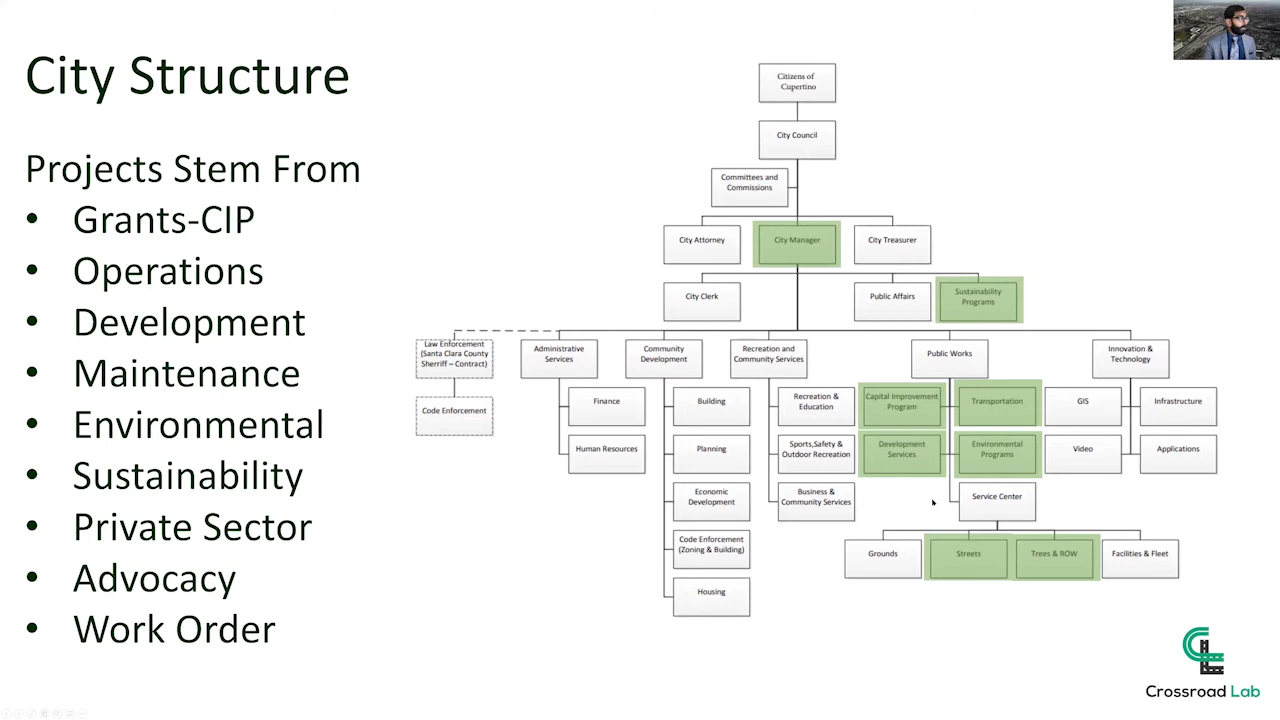 City Structure
Projects Stem From
• Grants-CIP
• Operations
• Development
• Maintenance
• Environmental
• Sustainability
• Private Sector
• Advocacy
• Work Order
Citizens of
Cupertino
City Council
Committees and
Commissions
City Attorney
City Manager
City Treasurer
City Clerk
Public Affairs
Sustainability
Programs
Law Enforcement
(Santa Clara County
Sherriff – Contract)
Code Enforcement
Administrative
Services
Finance
Human Resources
Community
Development
Building
Planning
Economic
Development
Code Enforcement
(Zoning & Building)
Housing
Recreation and
Community Services
Recreation &
Education
Sports,Safety &
Outdoor Recreation
Business &
Community Services
Public Works
Capital Improvement
Program
Transportation
Development
Services
Environmental
Programs
Service Center
Grounds
Streets
Trees & ROW
Facilities & Fleet
Innovation &
Technology
GIS
Infrastructure
Video
Applications
CL
Crossroad Lab